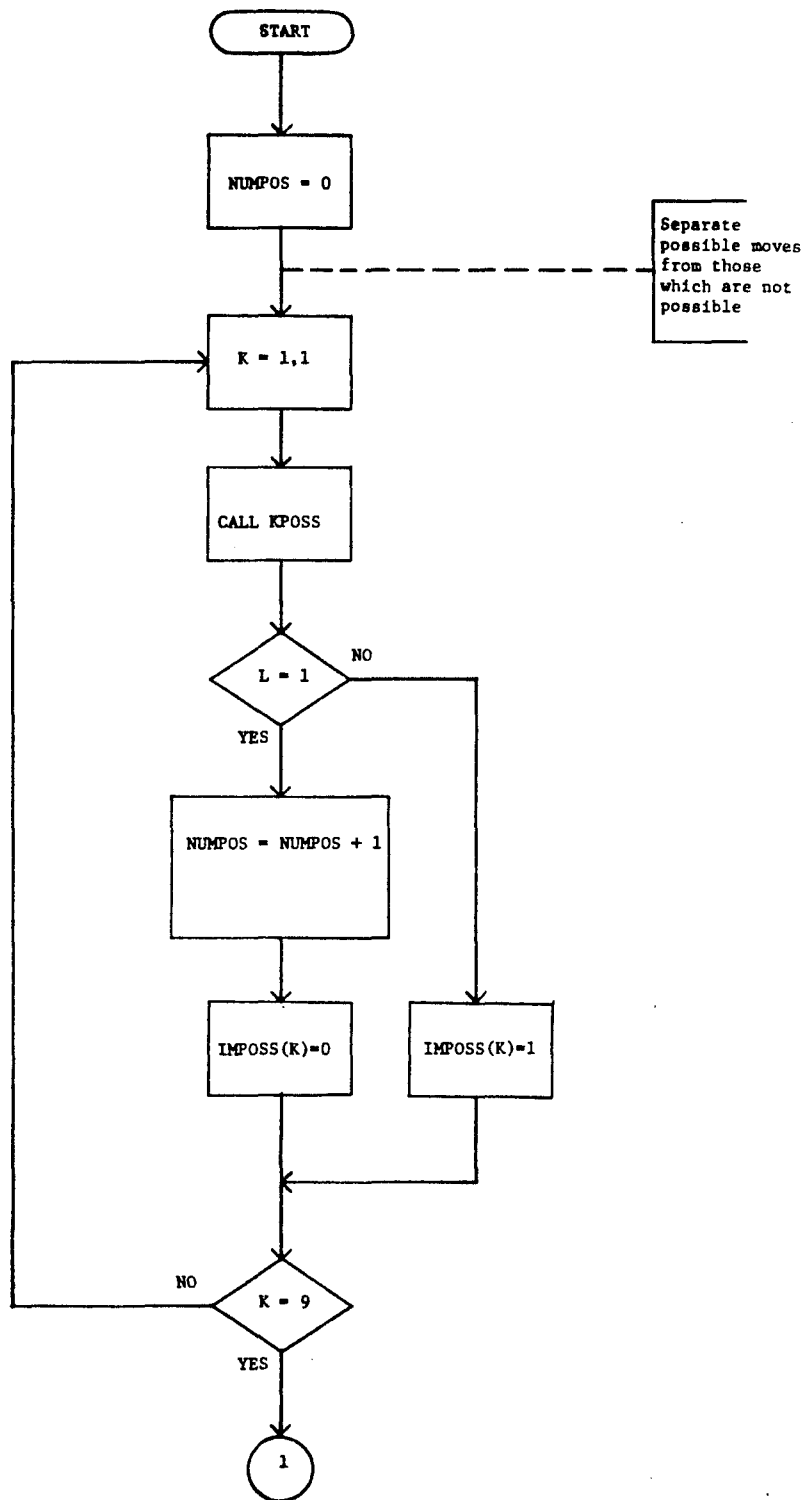 START
NUMPOS = 0
Separate
possible moves
from those
which are not
possible
K = 1,1
CALL KPOSS
L = 1
NO
YES
NUMPOS = NUMPOS + 1
IMPOSS(K)=0
IMPOSS(K)=1
NO
K = 9
YES
1